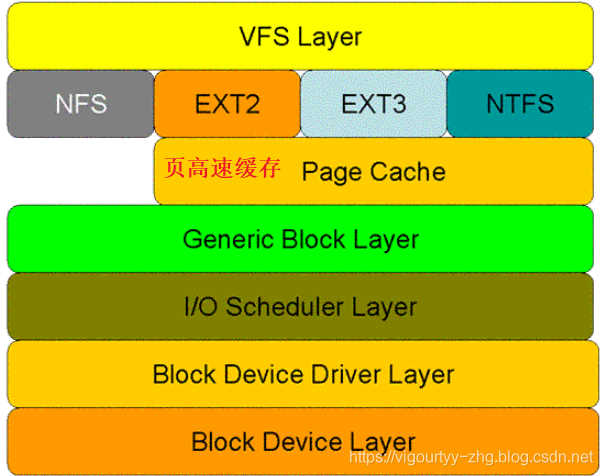 VFS Layer
NFS EXT2 EXT3 NTFS
页高速缓存 Page Cache
Generic Block Layer
I/O Scheduler Layer
Block Device Driver Layer
Block Device Layer
https://vigourtyy-zhg.blog.csdn.net